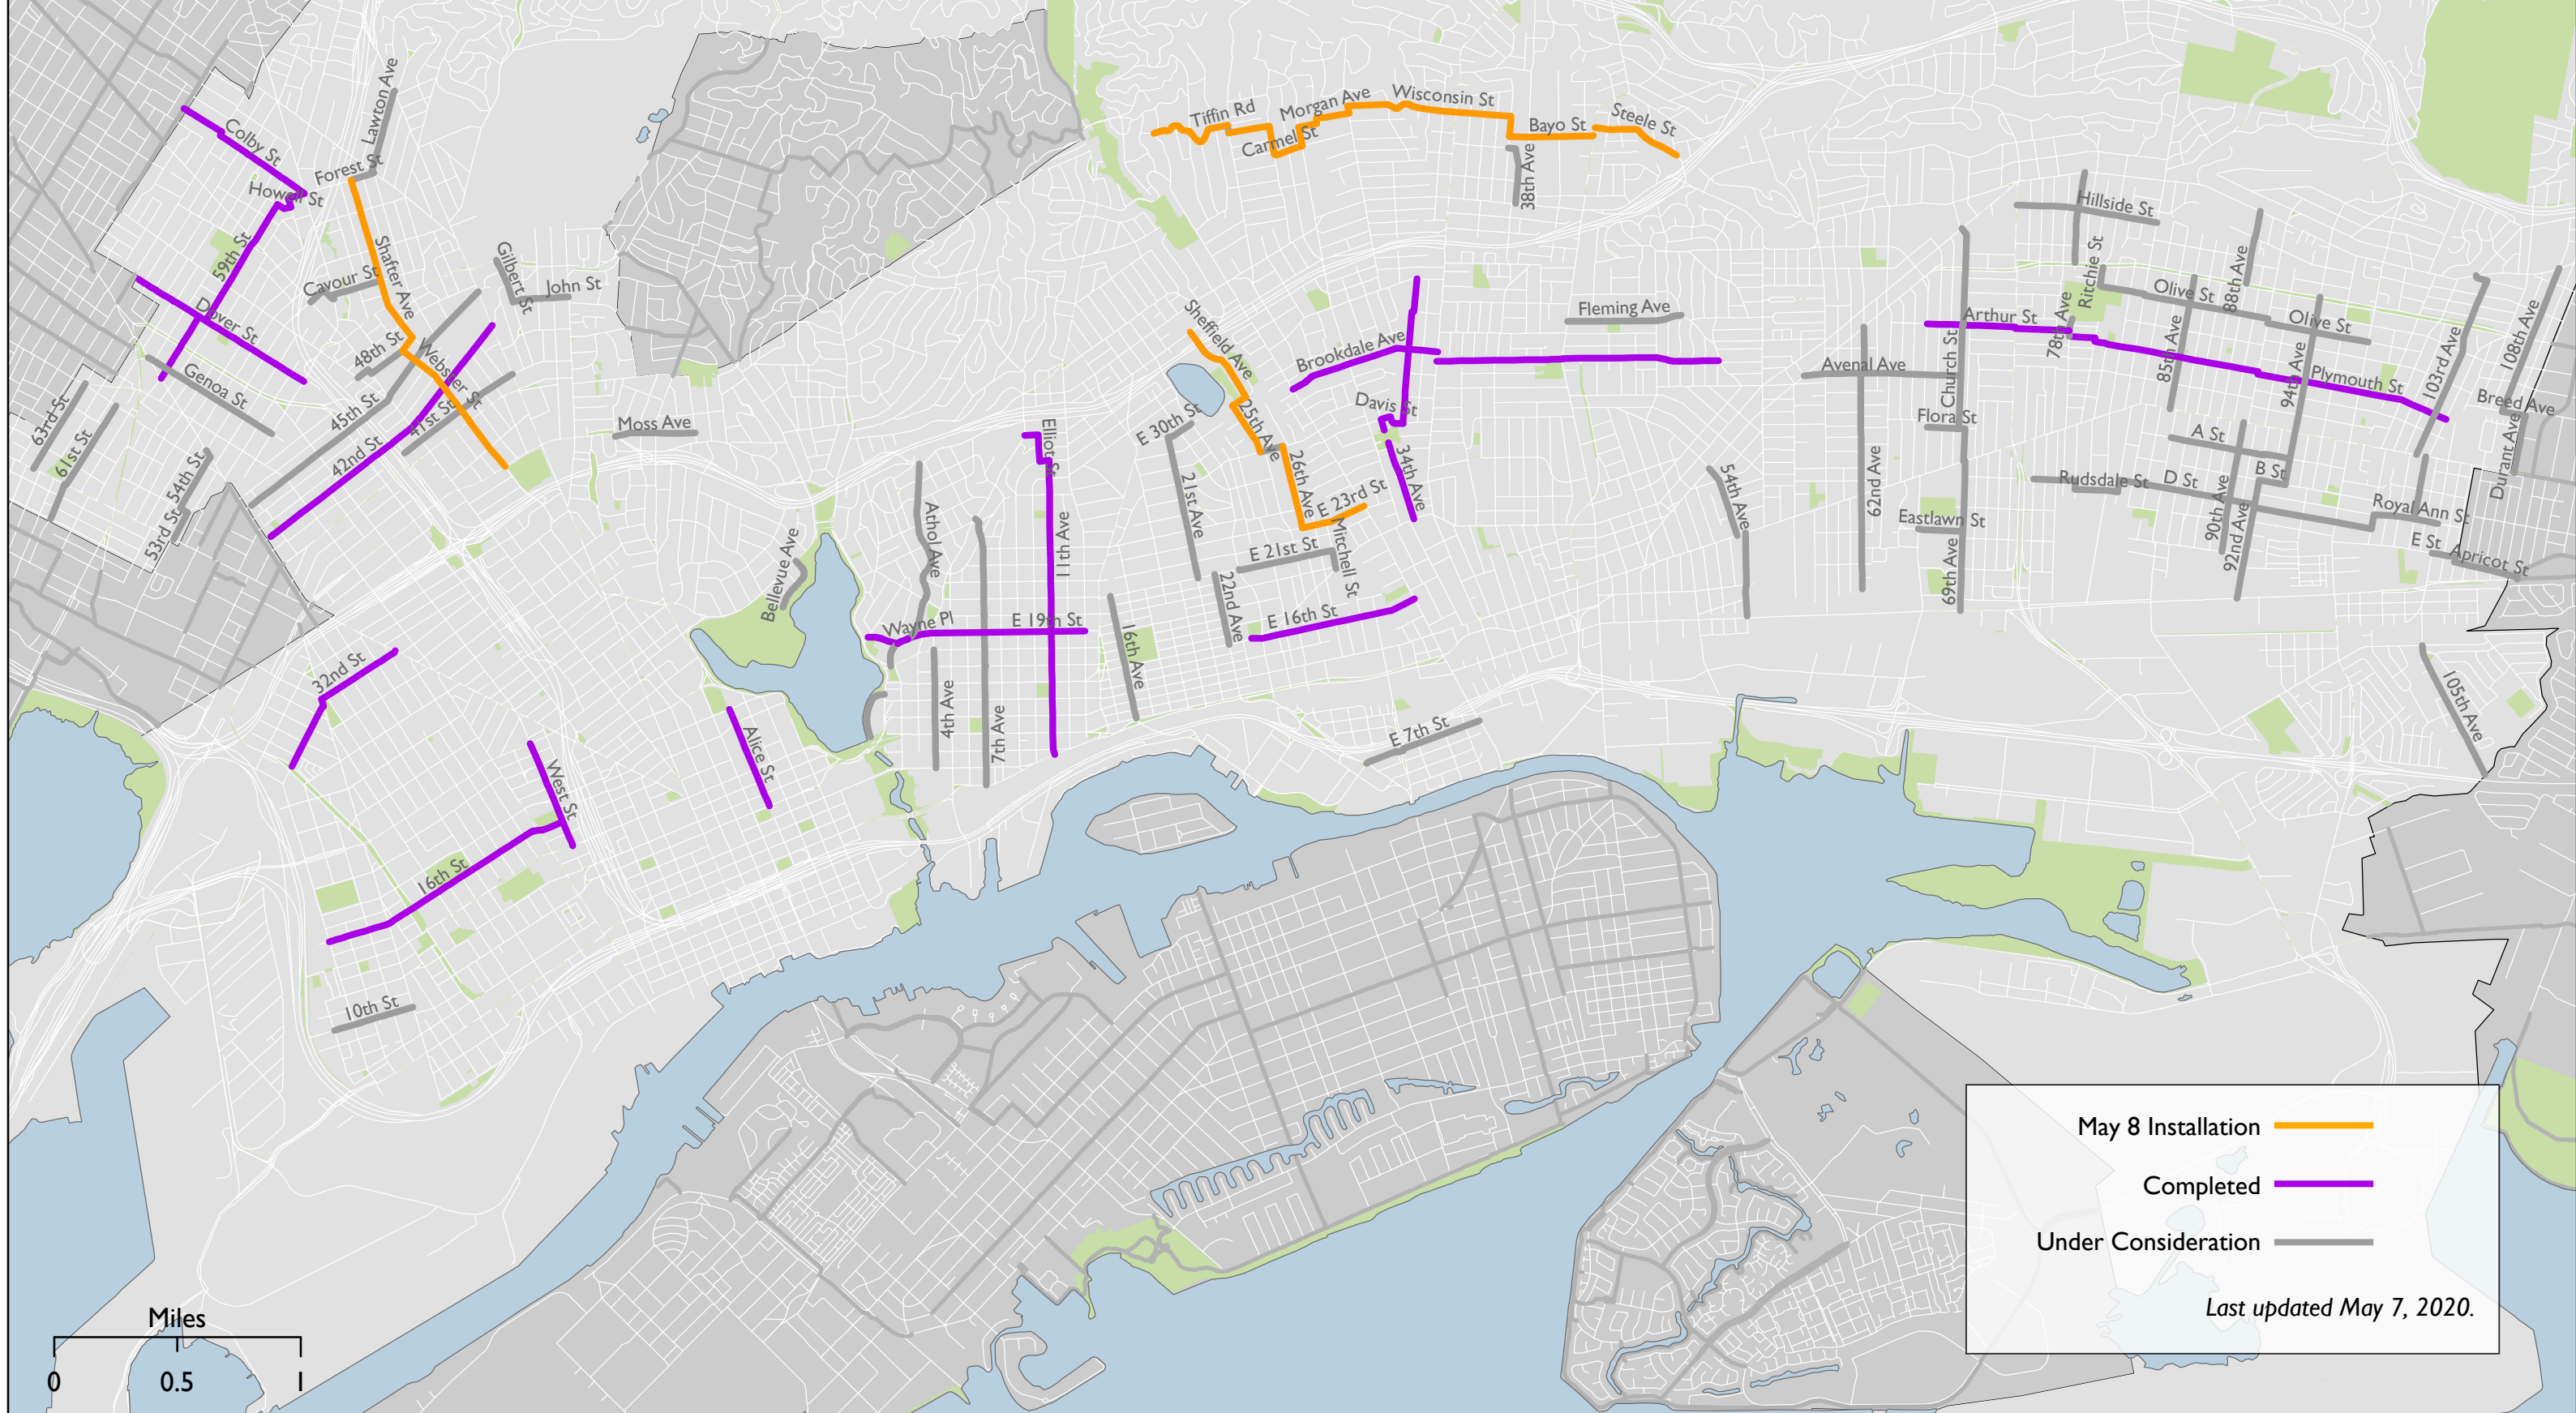 Lawton Ave
Colby St
Forest St
Howell St
59th St
Shafter Ave
Cavour St
Gilbert St
John St
Dover St
48th St
Webster St
Genoa St
45th St
41st St
42nd St
63rd St
61st St
54th St
53rd St
Moss Ave
Tiffin Rd
Morgan Ave
Wisconsin St
Carmel St
Bayo St
Steele St
38th Ave
Sheffield Ave
Brookdale Ave
Fleming Ave
Davis St
25th Ave
E 30th St
26th Ave
34th Ave
E 23rd St
21st Ave
Mitchell St
E 21st St
22nd Ave
E 16th St
Elliot St
11th Ave
Athol Ave
Bellevue Ave
Wayne Pl
E 19th St
16th Ave
4th Ave
7th Ave
E 7th St
54th Ave
Hillside St
Ritchie St
88th Ave
Olive St
Olive St
Arthur St
78th Ave
85th Ave
94th Ave
Plymouth St
103rd Ave
108th Ave
Breed Ave
Durant Ave
Avenal Ave
Church St
Flora St
62nd Ave
Eastlawn St
69th Ave
A St
B St
Rudsdale St
D St
90th Ave
92nd Ave
Royal Ann St
E St
Apricot St
105th Ave
32nd St
West St
Alice St
16th St
10th St
May 8 Installation
Completed
Under Consideration
Last updated May 7, 2020.
Miles
0 0.5 1